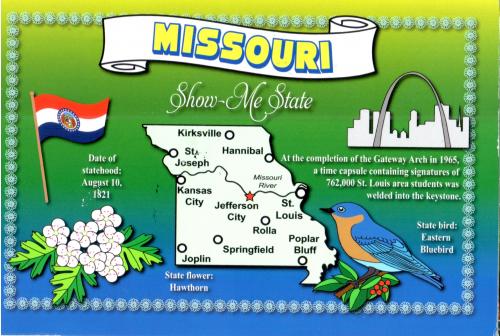 MISSOURI
Show-Me State
Date of
statehood:
August 10,
1821
Kirksville
Hannibal
St.
Joseph
Missouri
River
Kansas
City
Jefferson
City
St.
Louis
Rolla
Springfield
Poplar
Bluff
Joplin
At the completion of the Gateway Arch in 1965,
a time capsule containing signatures of
762,000 St. Louis area students was
welded into the keystone.
State bird:
Eastern
Bluebird
State flower:
Hawthorn